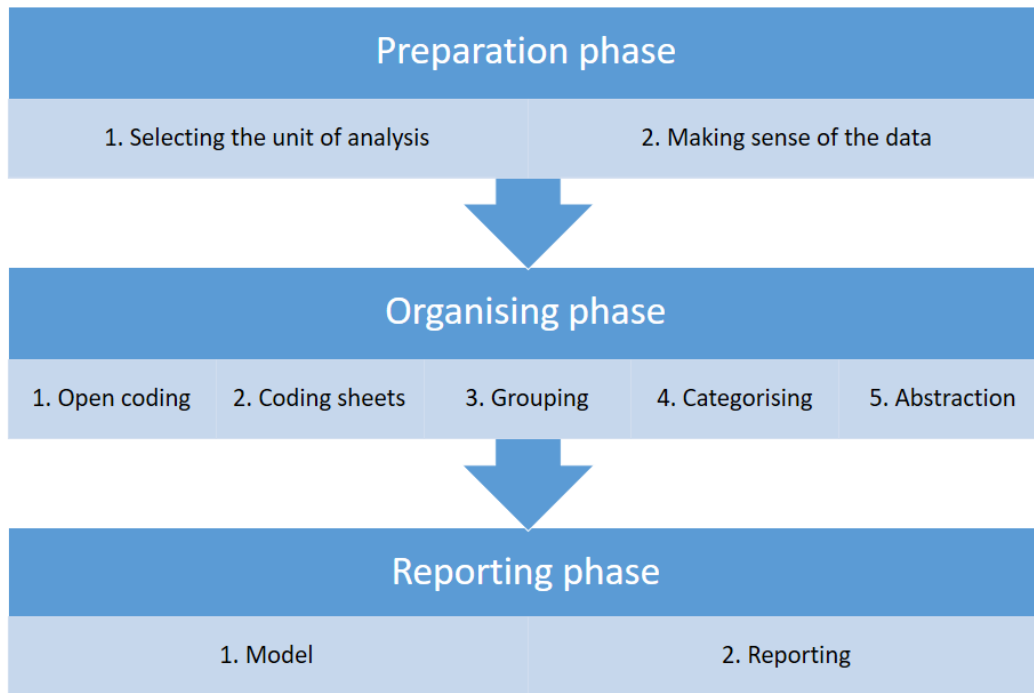 Preparation phase
1. Selecting the unit of analysis
2. Making sense of the data
Organising phase
1. Open coding
2. Coding sheets
3. Grouping
4. Categorising
5. Abstraction
Reporting phase
1. Model
2. Reporting